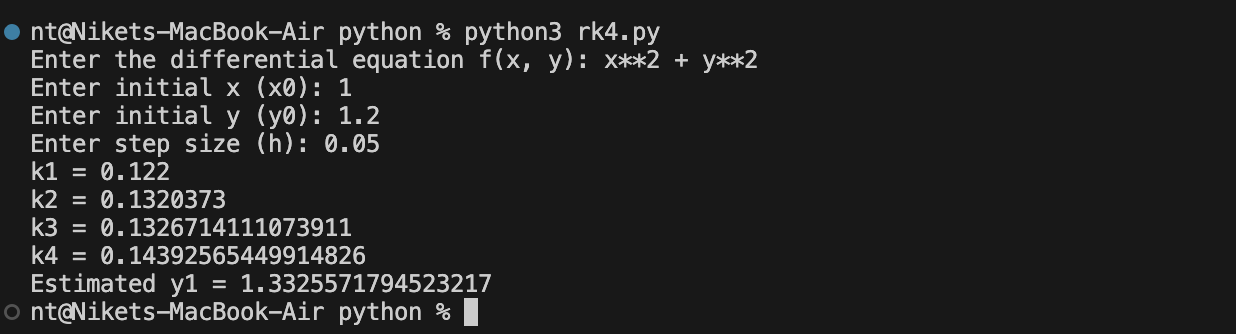 nt@Nikets-MacBook-Air python % python3 rk4.py
Enter the differential equation f(x, y): x**2 + y**2
Enter initial x (x0): 1
Enter initial y (y0): 1.2
Enter step size (h): 0.05
k1 = 0.122
k2 = 0.1320373
k3 = 0.1326714111073911
k4 = 0.14392565449914826
Estimated y1 = 1.3325571794523217
nt@Nikets-MacBook-Air python %